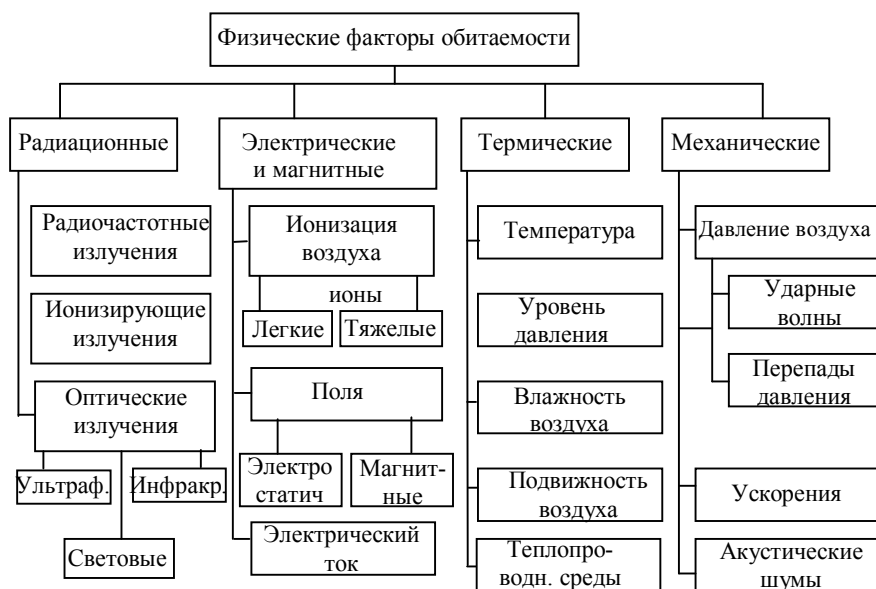 Физические факторы обитаемости
Радиационные
Электрические
и магнитные
Термические
Механические
Радиочастотные
излучения
Ионизирующие
излучения
Оптические
излучения
Ультраф.
Инфракр.
Световые
Ионизация
воздуха
ионы
Легкие
Тяжелые
Поля
Электро
статич
Магнит-
ные
Электрический
ток
Температура
Уровень
давления
Влажность
воздуха
Подвижность
воздуха
Теплопро-
водн. среды
Давление воздуха
Ударные
волны
Перепады
давления
Ускорения
Акустические
шумы